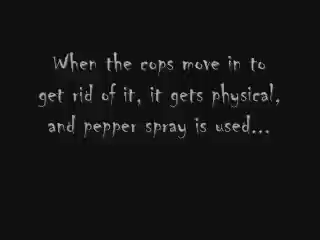 When the cops move in to
get rid of it, it gets physical,
and pepper spray is used...